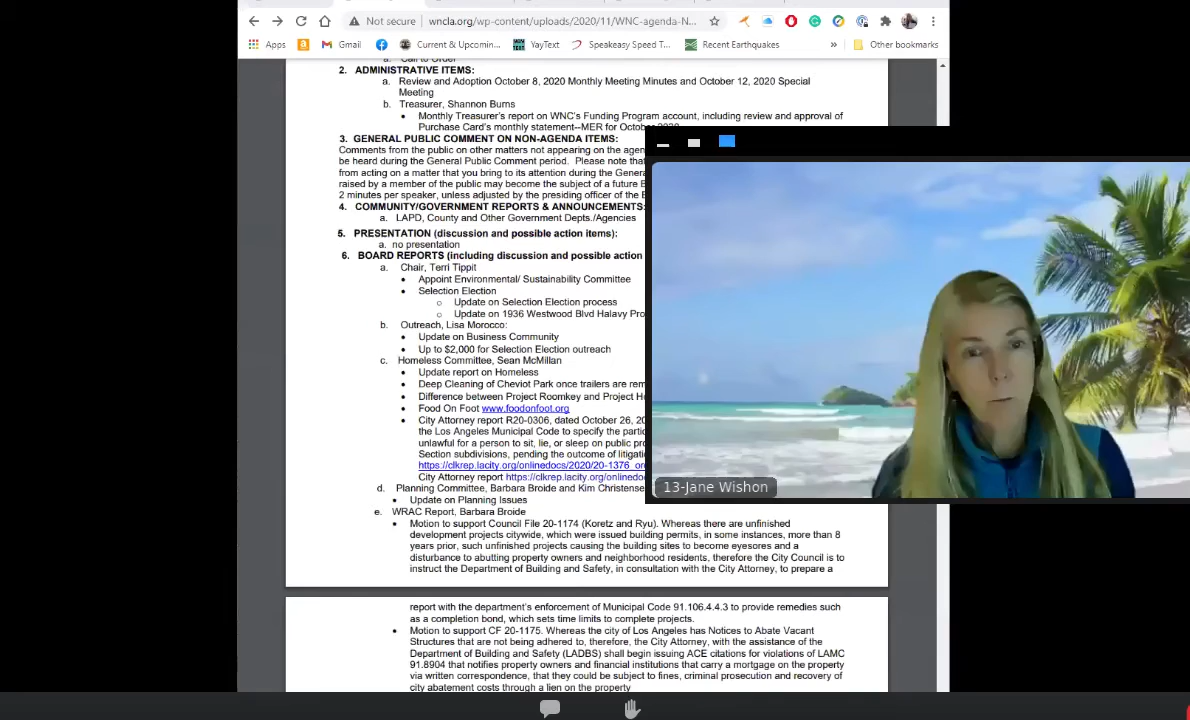 Not secure wncla.org/wp-content/uploads/2020/11/WNC-agenda-N...
Apps Gmail Current & Upcomin... YayText Speakeasy Speed T... Recent Earthquakes » Other bookmarks
a. Call to Order
2. ADMINISTRATIVE ITEMS:
a. Review and Adoption October 8, 2020 Monthly Meeting Minutes and October 12, 2020 Special
Meeting
b. Treasurer, Shannon Burns
• Monthly Treasurer's report on WNC's Funding Program account, including review and approval of
Purchase Card's monthly statement--MER for October 2020
3. GENERAL PUBLIC COMMENT ON NON-AGENDA ITEMS:
Comments from the public on other matters not appearing on the agen
be heard during the General Public Comment period. Please note that
from acting on a matter that you bring to its attention during the Genera
raised by a member of the public may become the subject of a future B
2 minutes per speaker, unless adjusted by the presiding officer of the B
4. COMMUNITY/GOVERNMENT REPORTS & ANNOUNCEMENTS:
a. LAPD, County and Other Government Depts./Agencies
5. PRESENTATION (discussion and possible action items):
a. no presentation
6. BOARD REPORTS (including discussion and possible action
a. Chair, Terri Tippit
• Appoint Environmental/ Sustainability Committee
• Selection Election
o Update on Selection Election process
o Update on 1936 Westwood Blvd Halavy Pro
b. Outreach, Lisa Morocco:
• Update on Business Community
• Up to $2,000 for Selection Election outreach
c. Homeless Committee, Sean McMillan
• Update report on Homeless
• Deep Cleaning of Cheviot Park once trailers are rem
• Difference between Project Roomkey and Project H
• Food On Foot www.foodonfoot.org
• City Attorney report R20-0306, dated October 26, 20
the Los Angeles Municipal Code to specify the partic
unlawful for a person to sit, lie, or sleep on public pro
Section subdivisions, pending the outcome of litigati
https://clkrep.lacity.org/onlinedocs/2020/20-1376_or
City Attorney report https://clkrep.lacity.org/onlinedo
d. Planning Committee, Barbara Broide and Kim Christense
• Update on Planning Issues
e. WRAC Report, Barbara Broide
• Motion to support Council File 20-1174 (Koretz and Ryu). Whereas there are unfinished
development projects citywide, which were issued building permits, in some instances, more than 8
years prior, such unfinished projects causing the building sites to become eyesores and a
disturbance to abutting property owners and neighborhood residents, therefore the City Council is to
instruct the Department of Building and Safety, in consultation with the City Attorney, to prepare a
report with the department's enforcement of Municipal Code 91.106.4.4.3 to provide remedies such
as a completion bond, which sets time limits to complete projects.
• Motion to support CF 20-1175. Whereas the city of Los Angeles has Notices to Abate Vacant
Structures that are not being adhered to, therefore, the City Attorney, with the assistance of the
Department of Building and Safety (LADBS) shall begin issuing ACE citations for violations of LAMC
91.8904 that notifies property owners and financial institutions that carry a mortgage on the property
via written correspondence, that they could be subject to fines, criminal prosecution and recovery of
city abatement costs through a lien on the property
13-Jane Wishon